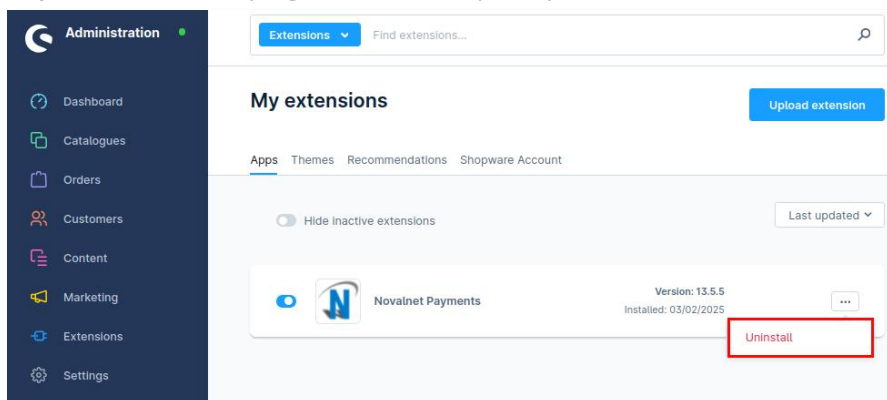 Administration
Extensions
Find extensions...
Dashboard
Catalogues
Orders
Customers
Content
Marketing
Extensions
Settings
My extensions
Upload extension
Apps Themes Recommendations Shopware Account
Hide inactive extensions
Last updated
N
Novalnet Payments
Version: 13.5.5
Installed: 03/02/2025
...
Uninstall